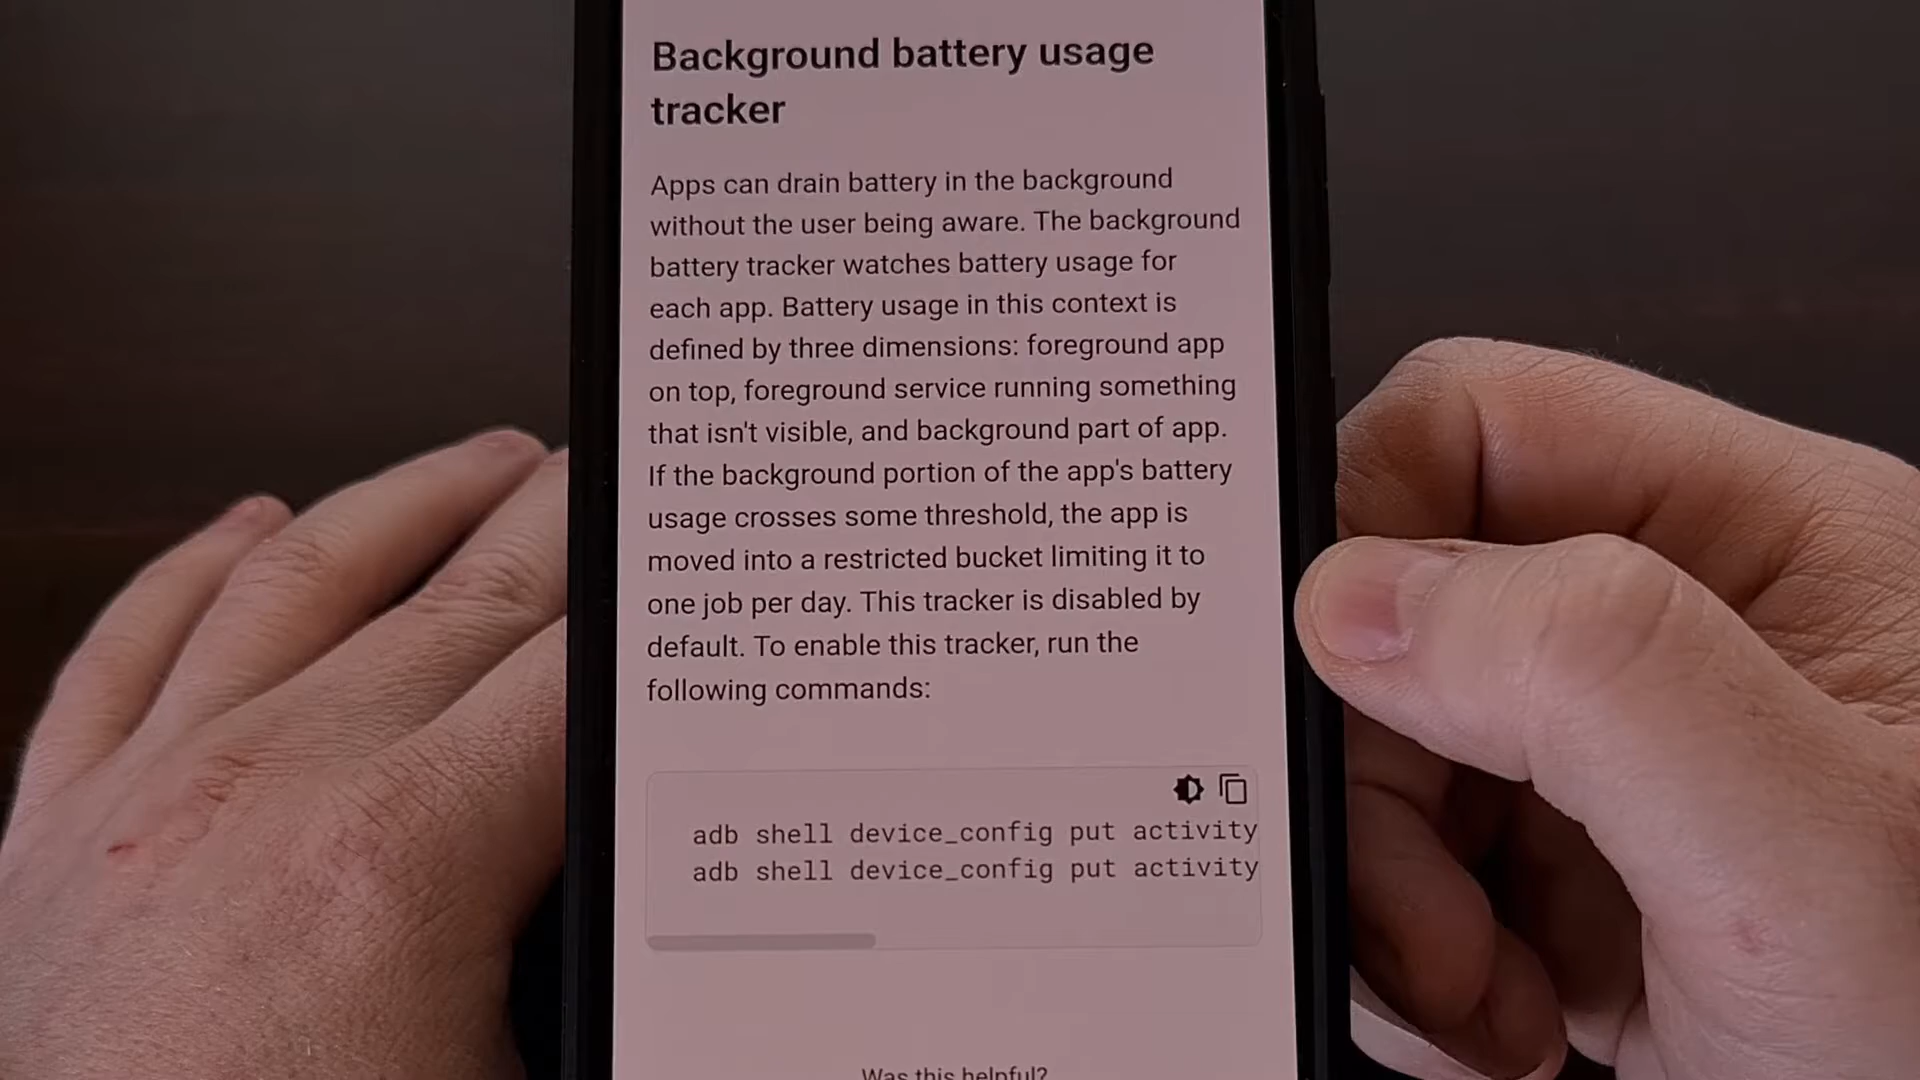 Background battery usage
tracker
Apps can drain battery in the background
without the user being aware. The background
battery tracker watches battery usage for
each app. Battery usage in this context is
defined by three dimensions: foreground app
on top, foreground service running something
that isn't visible, and background part of app.
If the background portion of the app's battery
usage crosses some threshold, the app is
moved into a restricted bucket limiting it to
one job per day. This tracker is disabled by
default. To enable this tracker, run the
following commands:
adb shell device_config put activity
adb shell device_config put activity
Was this helpful?